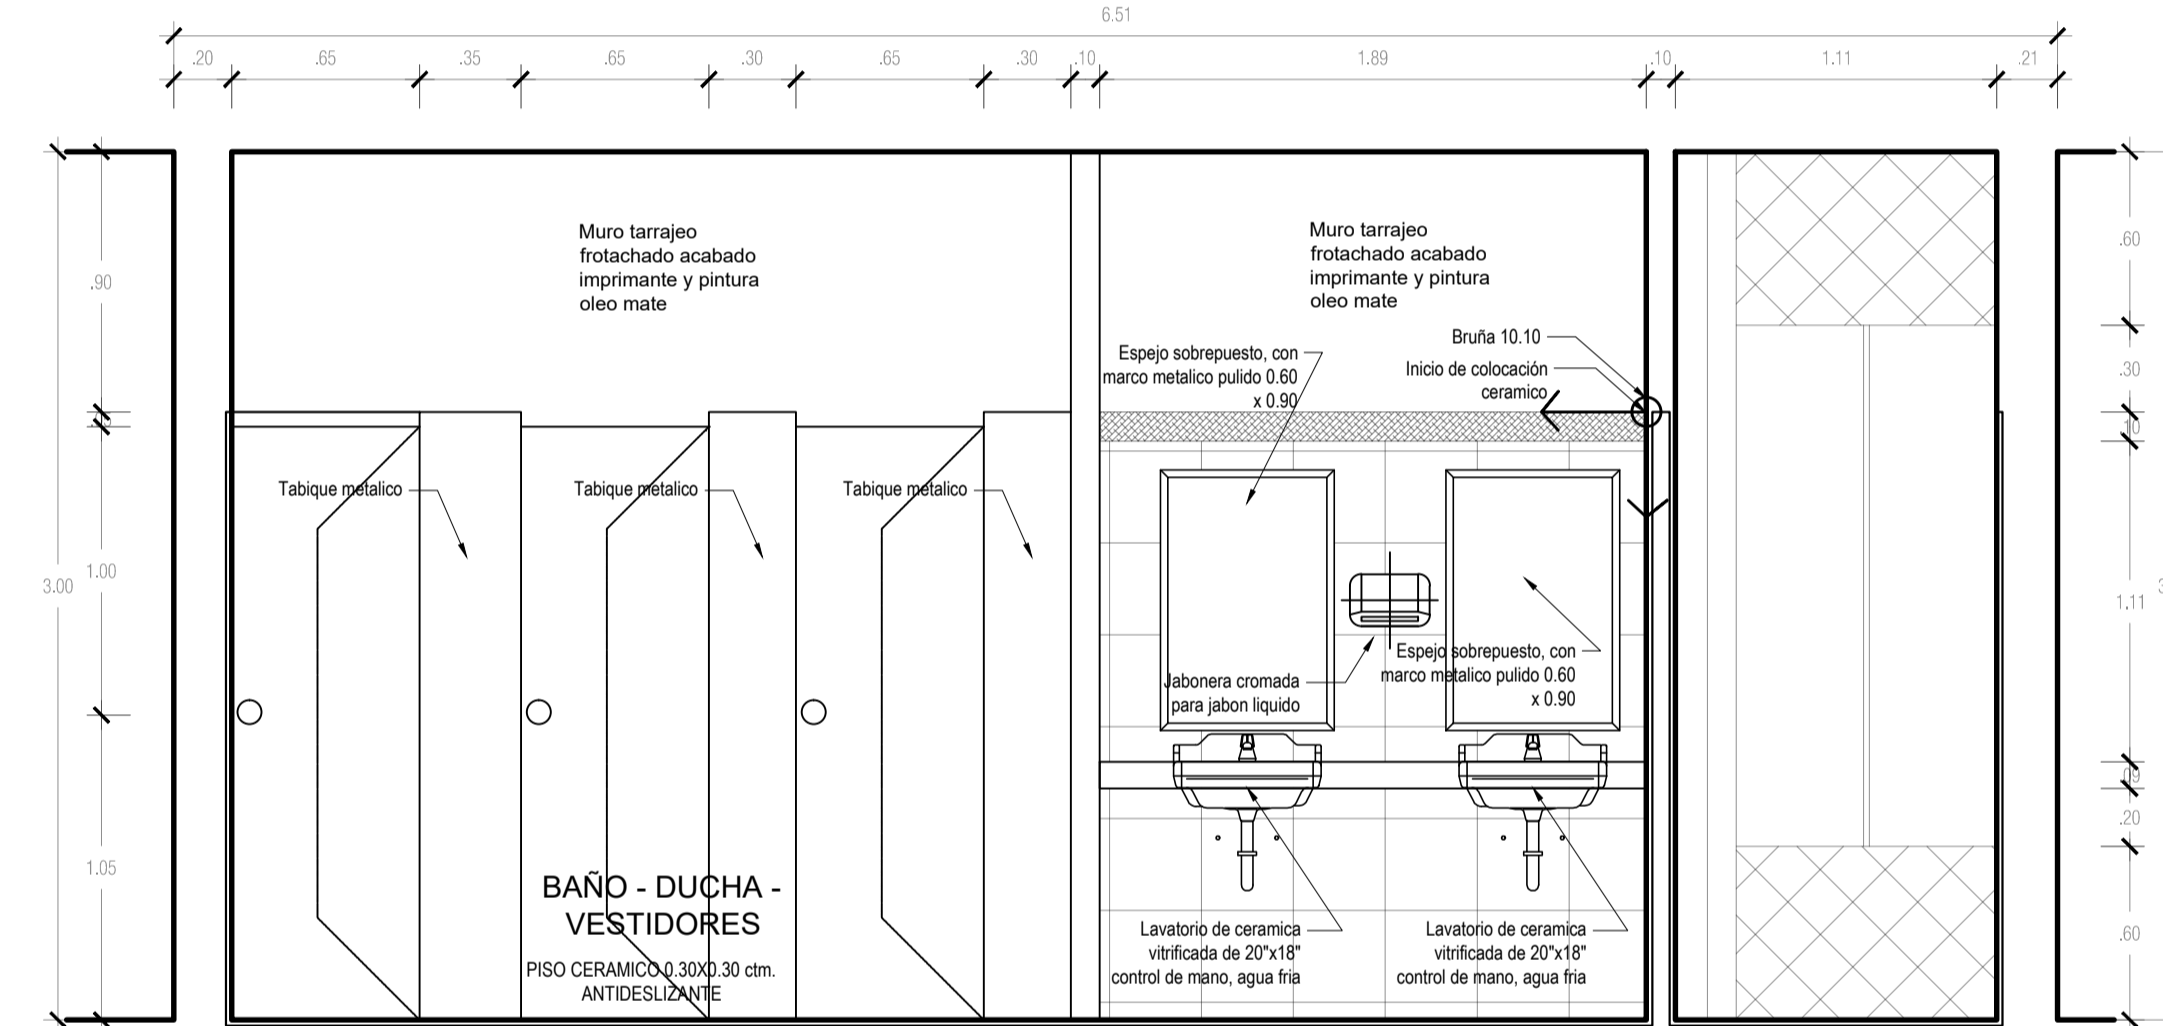 6.51
.20
.65
.35
.65
.30
.65
.30
.10
1.89
.10
1.11
.21
Muro tarrajeo
frotachado acabado
imprimante y pintura
oleo mate
Muro tarrajeo
frotachado acabado
imprimante y pintura
oleo mate
Bruña 10.10
Inicio de colocación
ceramico
Espejo sobrepuesto, con
marco metalico pulido 0.60
x 0.90
.90
1.00
3.00
1.05
.60
.30
.10
1.11
3
.09
.20
.60
Tabique metalico
Tabique metalico
Tabique metalico
Espejo sobrepuesto, con
marco metalico pulido 0.60
x 0.90
Jabonera cromada
para jabon liquido
BAÑO - DUCHA -
VESTIDORES
PISO CERAMICO 0.30X0.30 ctm.
ANTIDESLIZANTE
Lavatorio de ceramica
vitrificada de 20"x18"
control de mano, agua fria
Lavatorio de ceramica
vitrificada de 20"x18"
control de mano, agua fria